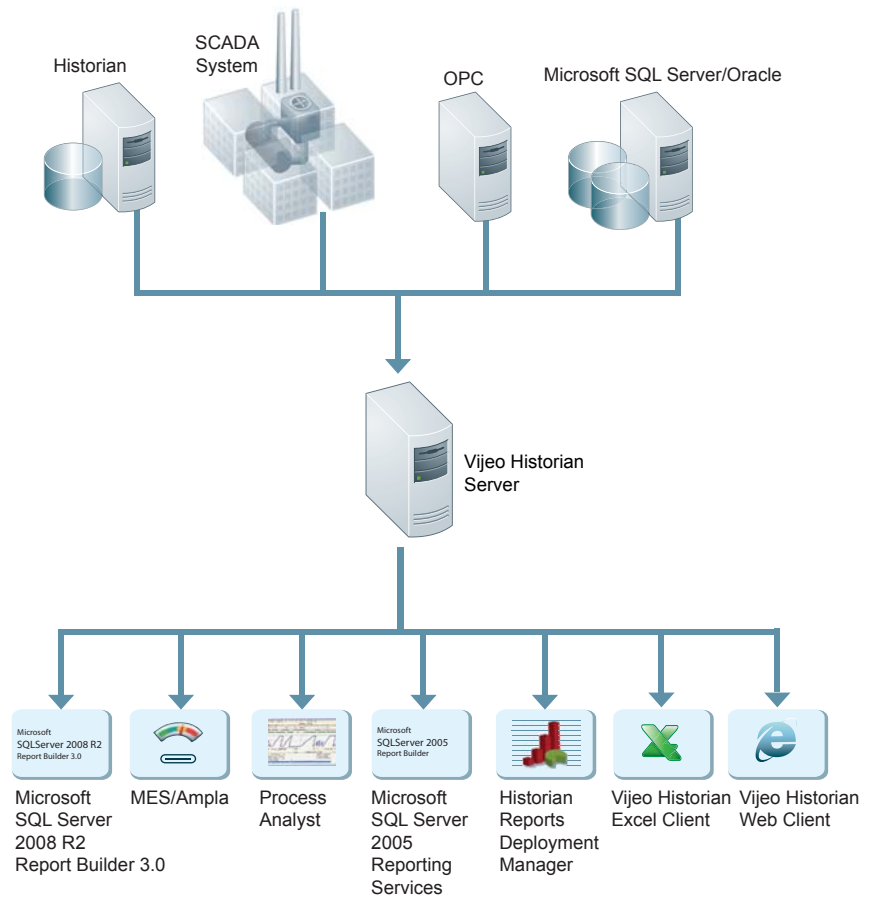 Historian
SCADA
System
OPC
Microsoft SQL Server/Oracle
Vijeo Historian
Server
Microsoft
SQLServer 2008 R2
Report Builder 3.0
Microsoft
SQLServer 2005
Report Builder
Microsoft
SQL Server
2008 R2
Report Builder 3.0
MES/Ampla
Process
Analyst
Microsoft
SQL Server
2005
Reporting
Services
Historian
Reports
Deployment
Manager
Vijeo Historian
Excel Client
Vijeo Historian
Web Client